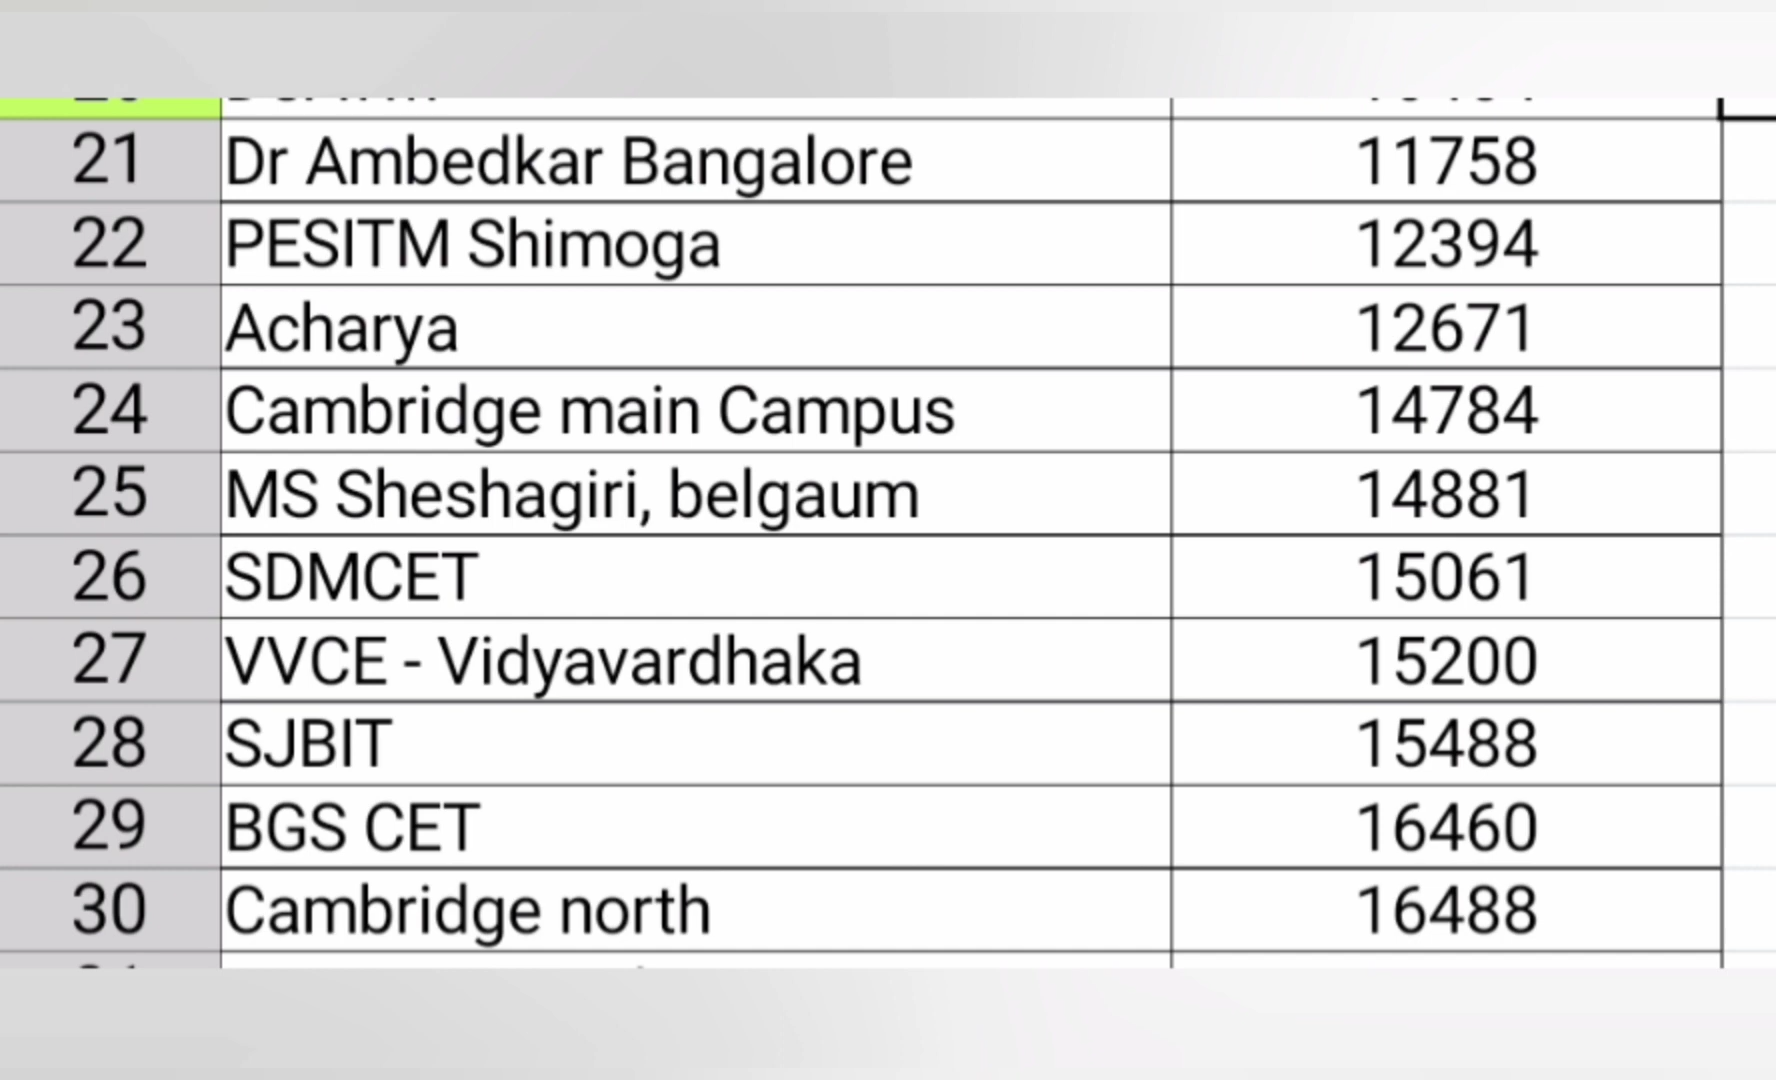 21 Dr Ambedkar Bangalore 11758
22 PESITM Shimoga 12394
23 Acharya 12671
24 Cambridge main Campus 14784
25 MS Sheshagiri, belgaum 14881
26 SDMCET 15061
27 VVCE - Vidyavardhaka 15200
28 SJBIT 15488
29 BGS CET 16460
30 Cambridge north 16488